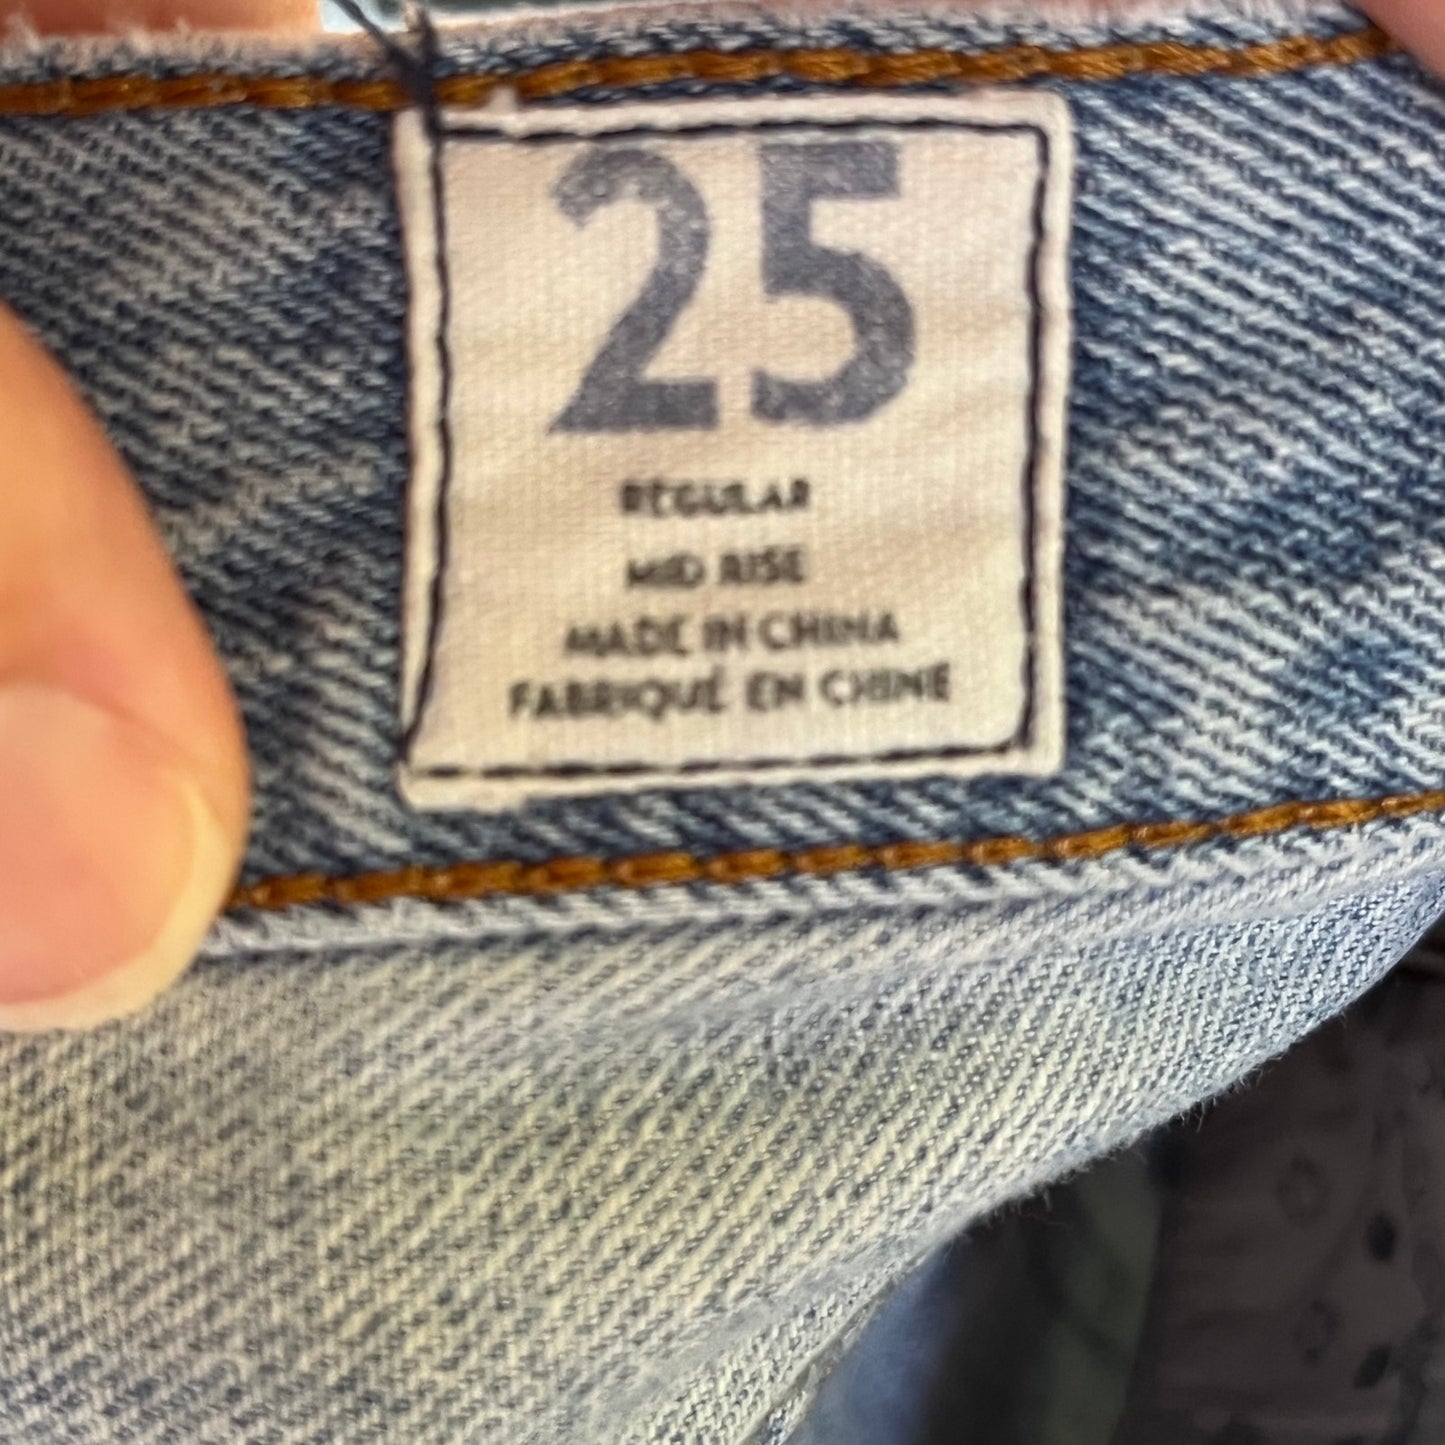 25
REGULAR
MID RISE
MADE IN CHINA
FABRIQUÉ EN CHINE